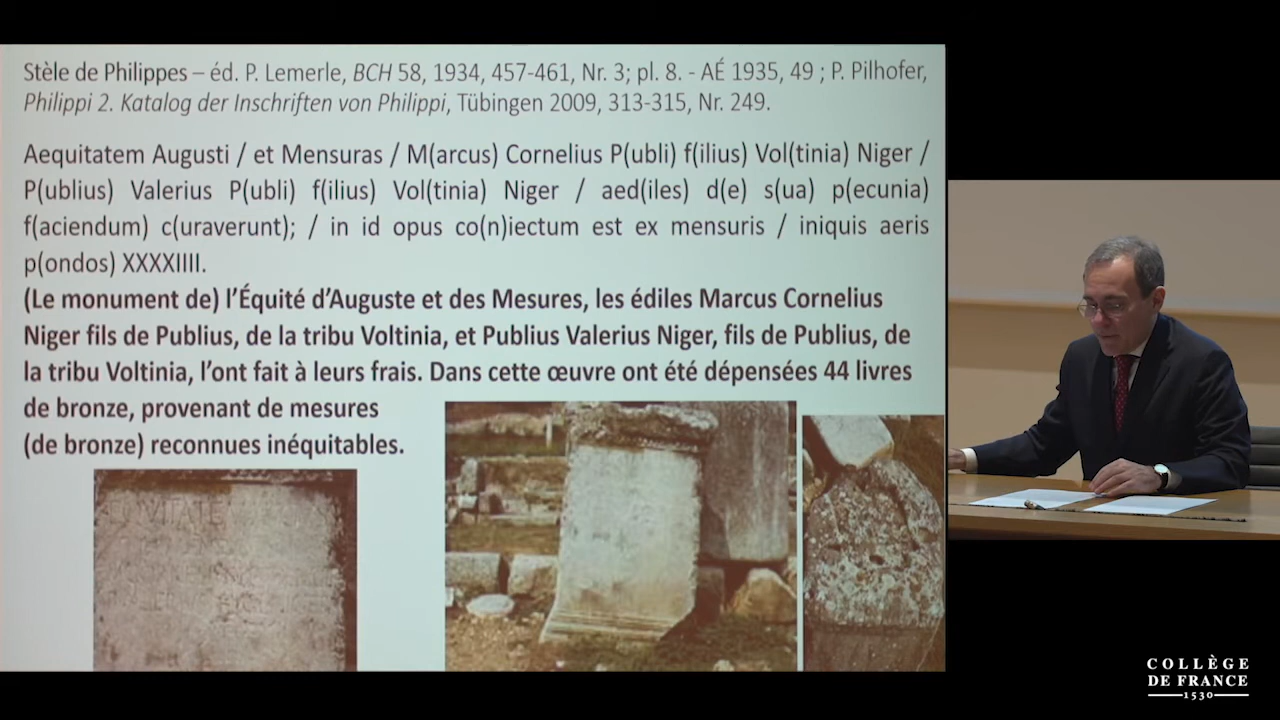 Stèle de Philippes – éd. P. Lemerle, BCH 58, 1934, 457-461, Nr. 3; pl. 8. - AÉ 1935, 49 ; P. Pilhofer,
Philippi 2. Katalog der Inschriften von Philippi, Tübingen 2009, 313-315, Nr. 249.
Aequitatem Augusti / et Mensuras / M(arcus) Cornelius P(ubli) f(ilius) Vol(tinia) Niger /
P(ublius) Valerius P(ubli) f(ilius) Vol(tinia) Niger / aed(iles) d(e) s(ua) p(ecunia)
f(aciendum) c(uraverunt); / in id opus co(n)iectum est ex mensuris / iniquis aeris
p(ondos) XXXXIIII.
(Le monument de) l’Équité d’Auguste et des Mesures, les édiles Marcus Cornelius
Niger fils de Publius, de la tribu Voltinia, et Publius Valerius Niger, fils de Publius, de
la tribu Voltinia, l’ont fait à leurs frais. Dans cette œuvre ont été dépensées 44 livres
de bronze, provenant de mesures
(de bronze) reconnues inéquitables.
COLLÈGE
DE FRANCE
1530